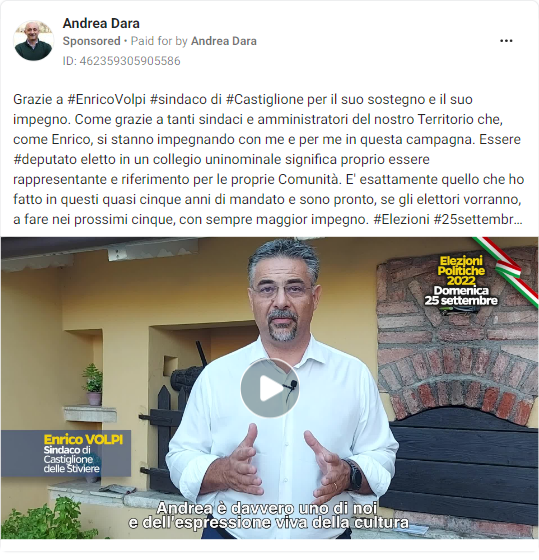 Andrea Dara
Sponsored • Paid for by Andrea Dara
ID: 462359305905586
Grazie a #EnricoVolpi #sindaco di #Castiglione per il suo sostegno e il suo
impegno. Come grazie a tanti sindaci e amministratori del nostro Territorio che,
come Enrico, si stanno impegnando con me e per me in questa campagna. Essere
#deputato eletto in un collegio uninominale significa proprio essere
rappresentante e riferimento per le proprie Comunità. E' esattamente quello che ho
fatto in questi quasi cinque anni di mandato e sono pronto, se gli elettori vorranno,
a fare nei prossimi cinque, con sempre maggior impegno. #Elezioni #25settembr...
Elezioni
Politiche
2022
Domenica
25 settembre
Enrico VOLPI
Sindaco di
Castiglione
delle Stiviere
Andrea è davvero uno di noi
e dell'espressione viva della cultura